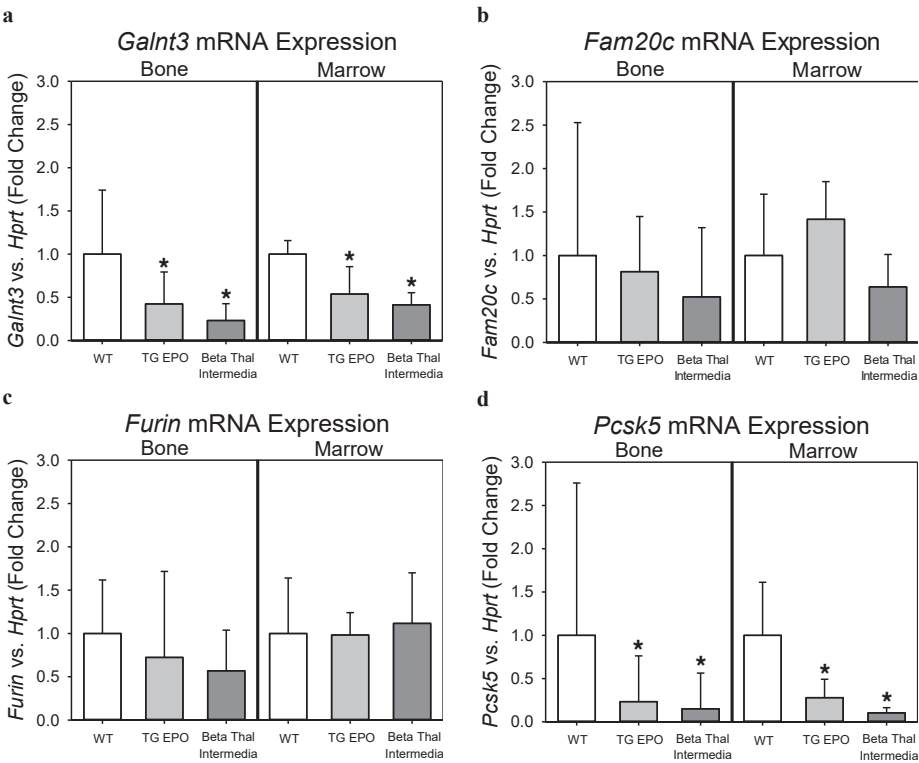 a
Galnt3 mRNA Expression
Bone Marrow
Galnt3 vs. Hprt (Fold Change)
3.0
2.5
2.0
1.5
1.0
0.5
0.0
* * * *
WT TG EPO Beta Thal Intermedia WT TG EPO Beta Thal Intermedia
b
Fam20c mRNA Expression
Bone Marrow
Fam20c vs. Hprt (Fold Change)
3.0
2.5
2.0
1.5
1.0
0.5
0.0
WT TG EPO Beta Thal Intermedia WT TG EPO Beta Thal Intermedia
c
Furin mRNA Expression
Bone Marrow
Furin vs. Hprt (Fold Change)
3.0
2.5
2.0
1.5
1.0
0.5
0.0
WT TG EPO Beta Thal Intermedia WT TG EPO Beta Thal Intermedia
d
Pcsk5 mRNA Expression
Bone Marrow
Pcsk5 vs. Hprt (Fold Change)
3.0
2.5
2.0
1.5
1.0
0.5
0.0
* * * *
WT TG EPO Beta Thal Intermedia WT TG EPO Beta Thal Intermedia